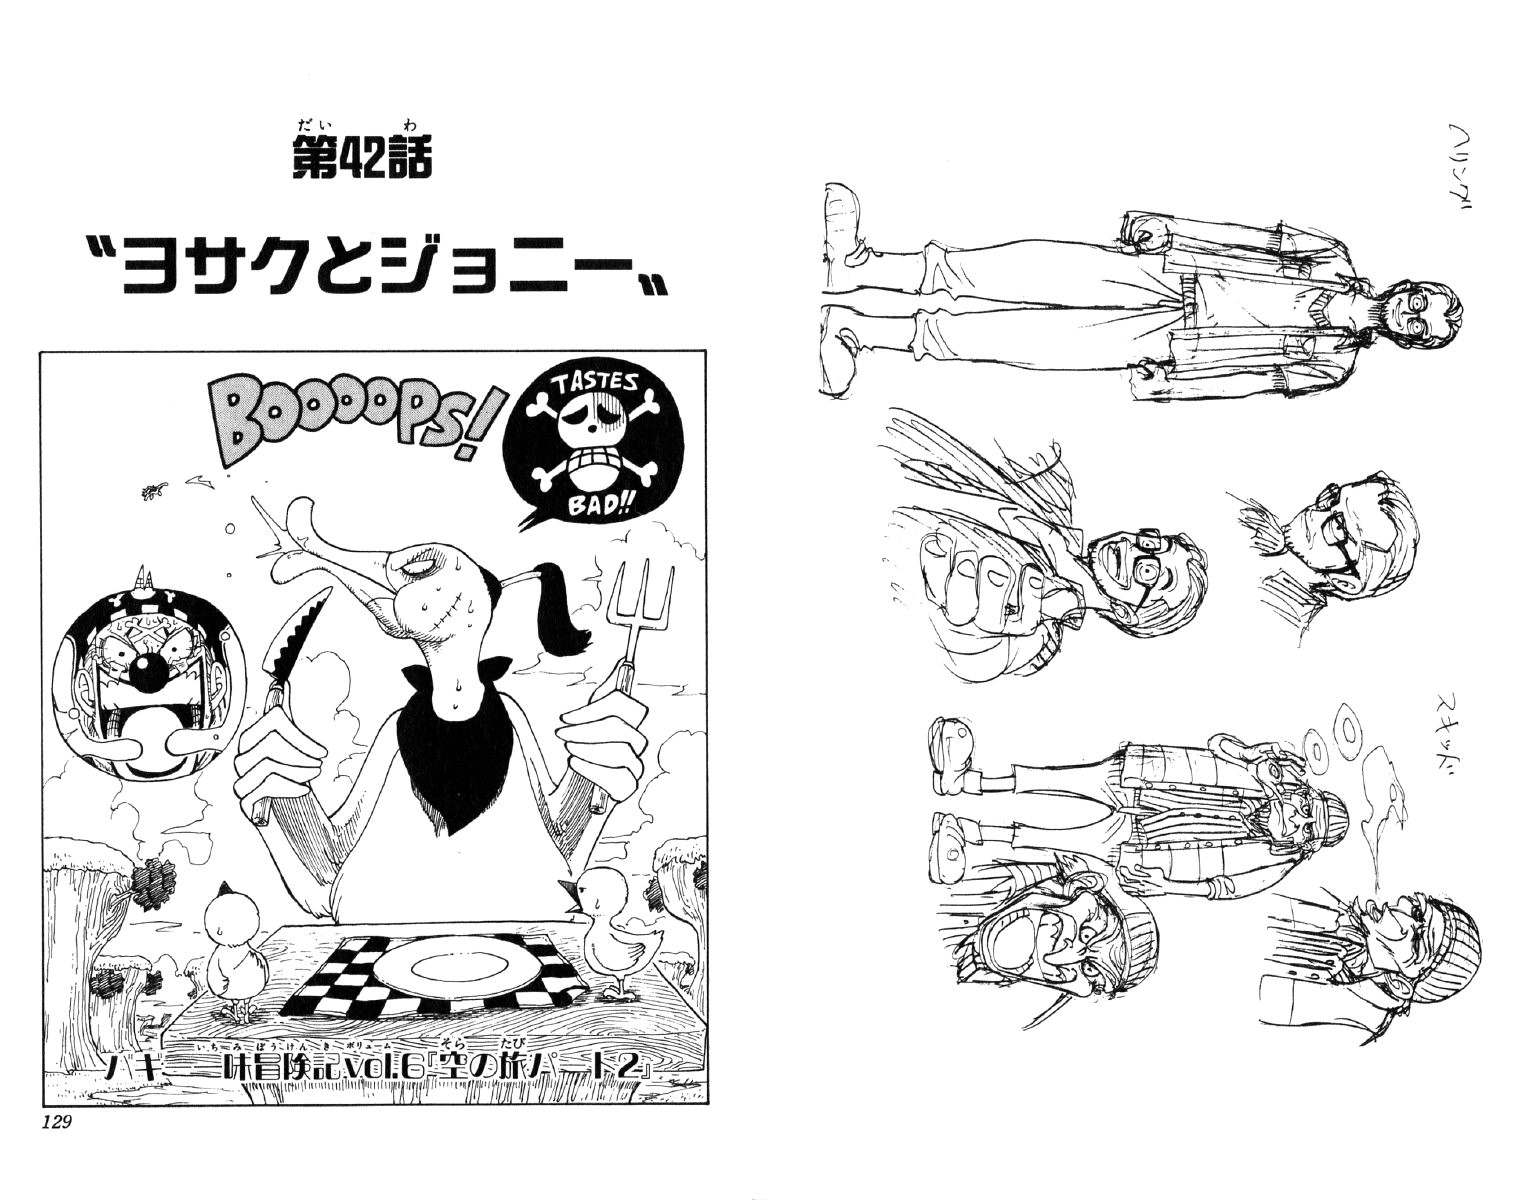 ヘリング
スキッド
だい わ
第42話
〝ヨサクとジョニー〟
BOOOOPS!
TASTES
BAD!!
いちみぼうけんき ボリューム そら たび
バギー一味冒険記vol.6『空の旅パート2』
129